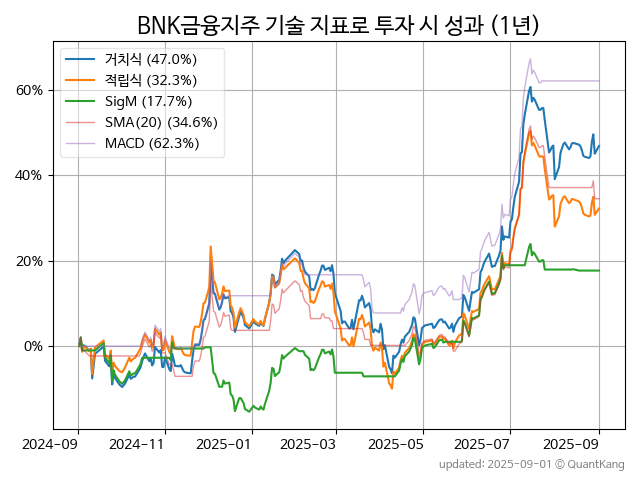 BNK금융지주 기술 지표로 투자 시 성과 (1년)
거치식 (47.0%)
적립식 (32.3%)
SigM (17.7%)
SMA(20) (34.6%)
MACD (62.3%)
60%
40%
20%
0%
2024-09 2024-11 2025-01 2025-03 2025-05 2025-07 2025-09
updated: 2025-09-01 © QuantKang